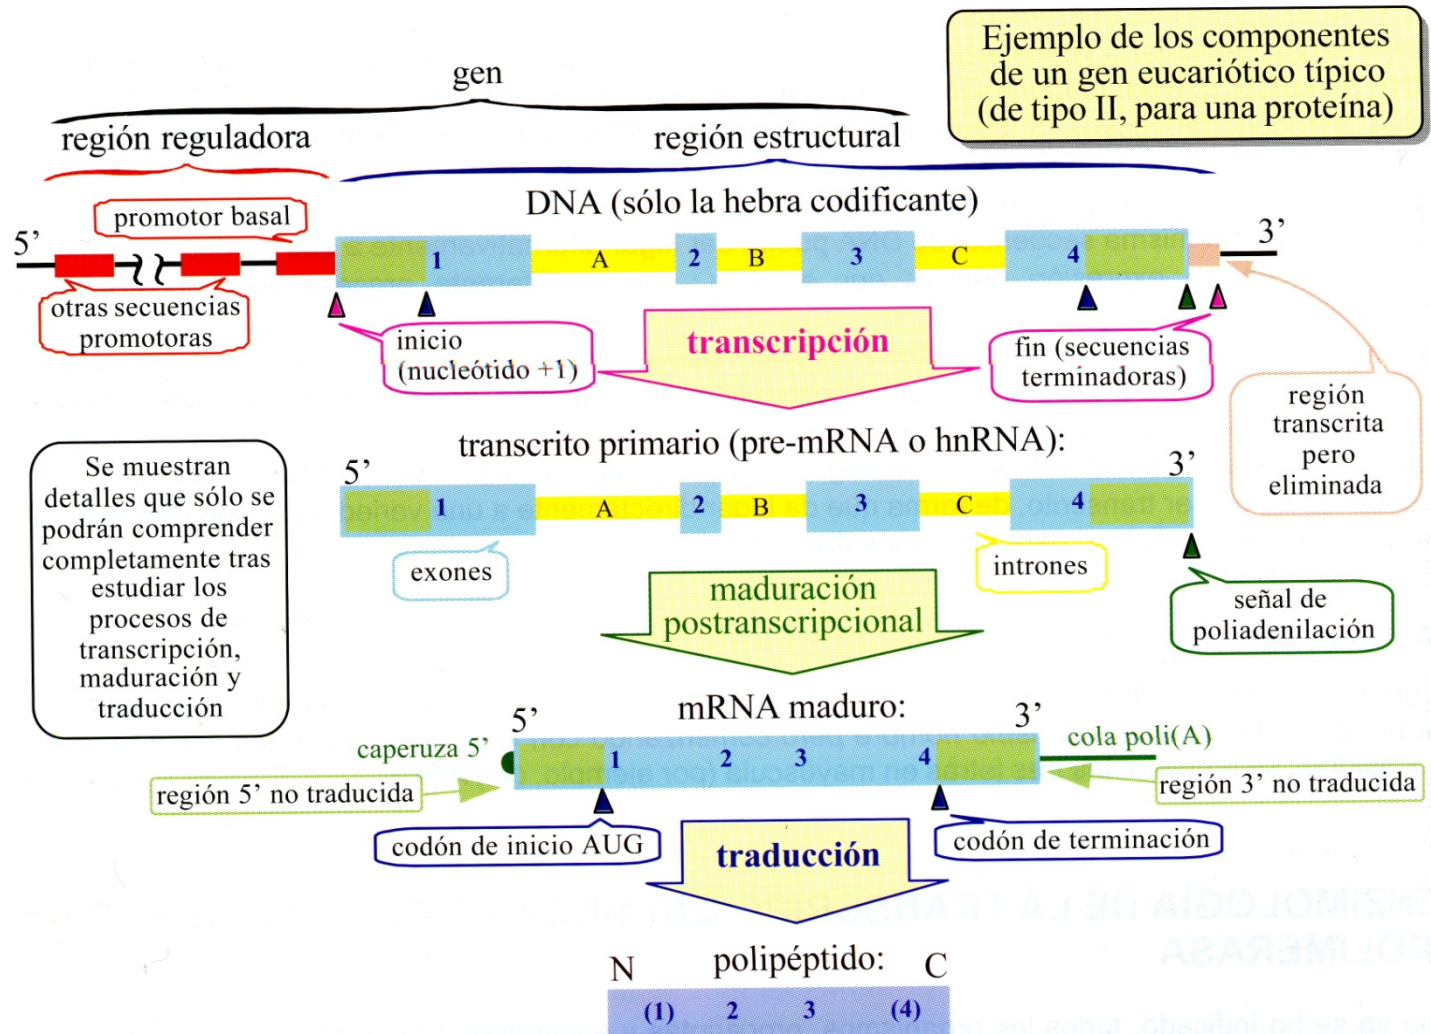 Ejemplo de los componentes
de un gen eucariótico típico
(de tipo II, para una proteína)
gen
región reguladora
región estructural
DNA (sólo la hebra codificante)
promotor basal
5’
3’
1
A
2
B
3
C
4
otras secuencias
promotoras
inicio
(nucleótido +1)
transcripción
fin (secuencias
terminadoras)
región
transcrita
pero
eliminada
transcrito primario (pre-mRNA o hnRNA):
5’
3’
1
A
2
B
3
C
4
Se muestran
detalles que sólo se
podrán comprender
completamente tras
estudiar los
procesos de
transcripción,
maduración y
traducción
exones
intrones
maduración
postranscripcional
señal de
poliadenilación
mRNA maduro:
5’
3’
caperuza 5’
1
2
3
4
cola poli(A)
región 5’ no traducida
región 3’ no traducida
codón de inicio AUG
traducción
codón de terminación
N
polipéptido:
C
(1)
2
3
(4)